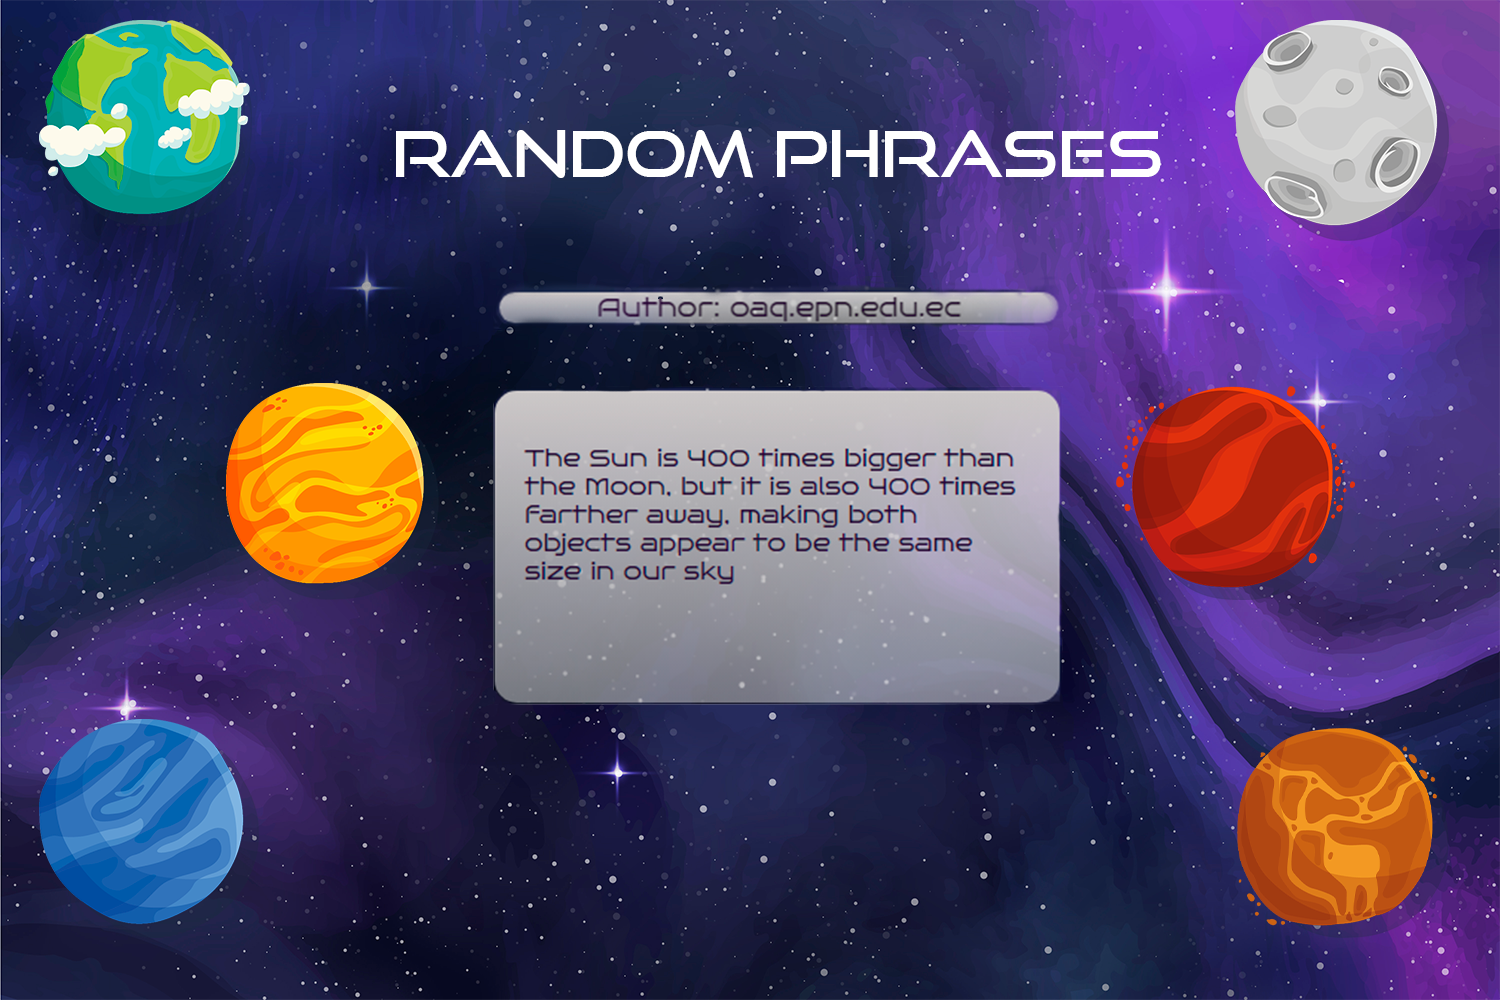 RANDOM PHRASES
Author: oaq.epn.edu.ec
The Sun is 400 times bigger than
the Moon, but it is also 400 times
farther away, making both
objects appear to be the same
size in our sky